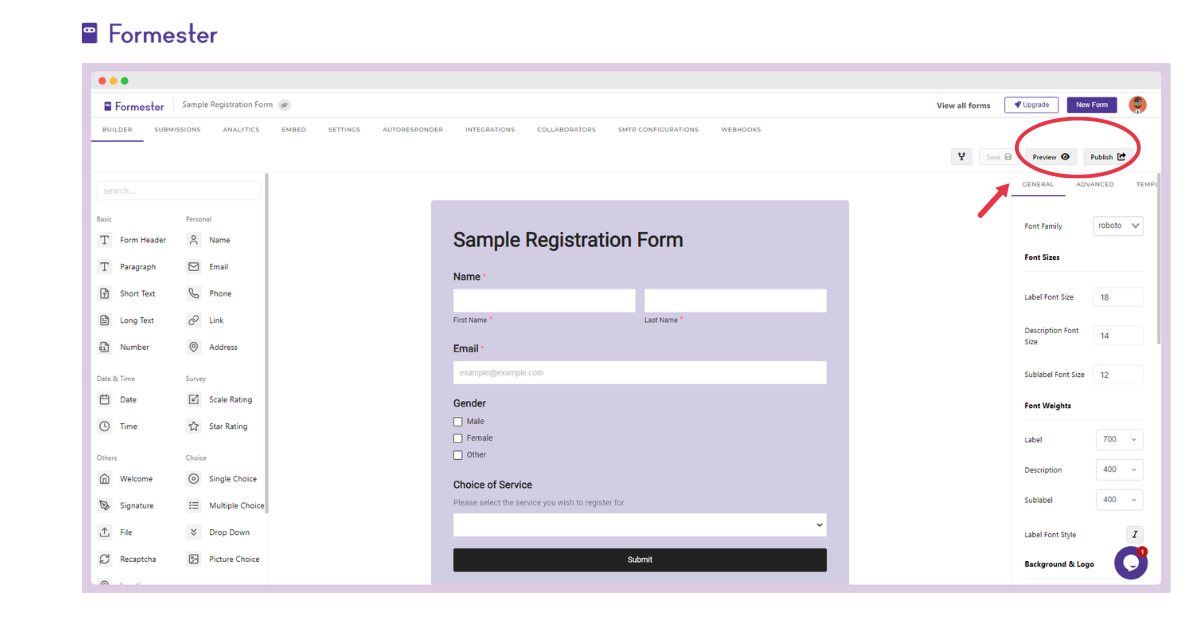 Formester
Formester Sample Registration Form View all forms Upgrade New Form
BUILDER SUBMISSIONS ANALYTICS EMBED SETTINGS AUTORESPONDER INTEGRATIONS COLLABORATORS SMTP CONFIGURATIONS WEBHOOKS
Save Preview Publish
search...
Basic Personal
Form Header Name
Paragraph Email
Short Text Phone
Long Text Link
Number Address
Date & Time Survey
Date Scale Rating
Time Star Rating
Others Choice
Welcome Single Choice
Signature Multiple Choice
File Drop Down
Recaptcha Picture Choice
Sample Registration Form
Name *
First Name * Last Name *
Email *
example@example.com
Gender
Male
Female
Other
Choice of Service
Please select the service you wish to register for
Submit
GENERAL ADVANCED TEMPL
Font Family roboto
Font Sizes
Label Font Size 18
Description Font
Size 14
Sublabel Font Size 12
Font Weights
Label 700
Description 400
Sublabel 400
Label Font Style I
Background & Logo
1